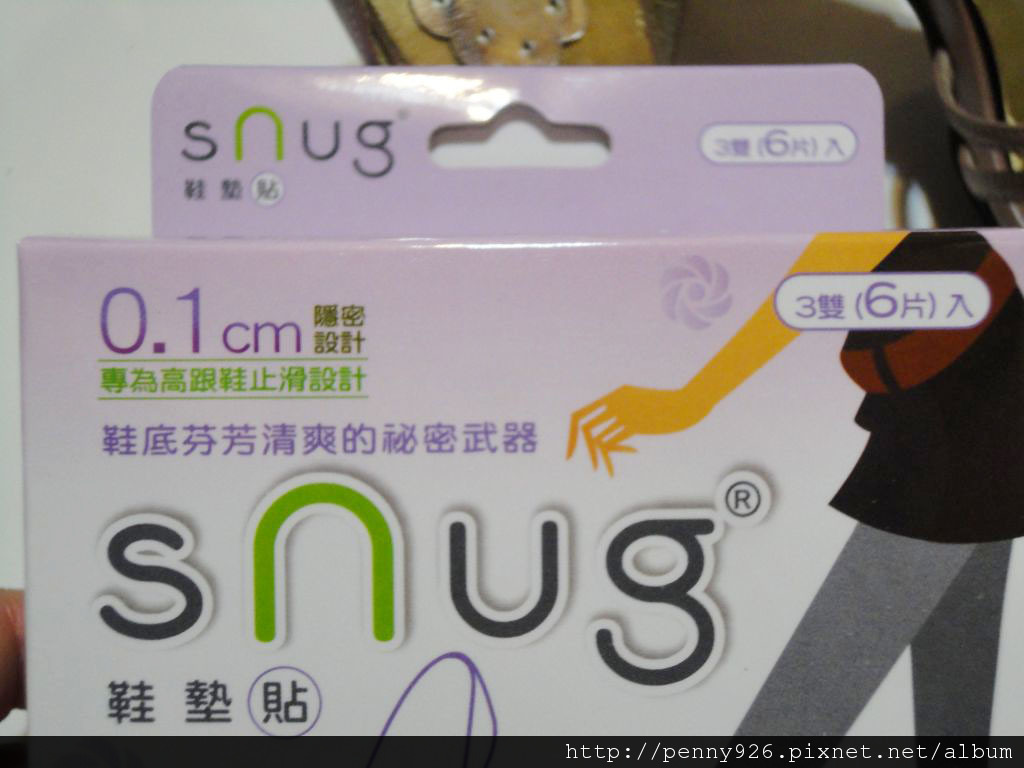 snug®
3雙(6片)入
鞋墊貼
3雙(6片)入
0.1cm 隱密設計
專為高跟鞋止滑設計
鞋底芬芳清爽的祕密武器
snug®
鞋墊貼
http://penny926.pixnet.net/album